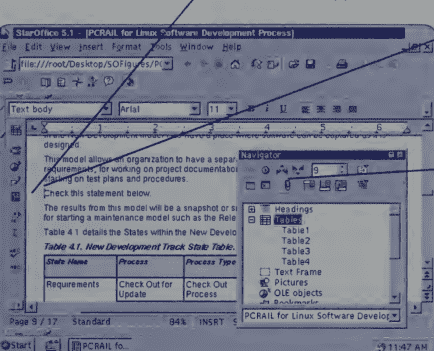 StarOffice 5.1 - [PCRAIL for Linux Software Development Process]
File Edit View Insert Format Tools Window Help
file:///root/Desktop/SOFigures/P
Text body Arial 11 B i U
designed.
This model allows an organization to have a separ
requirements, for working on project documentation
starting on test plans and procedures.
Check this statement below.
The results from this model will be a snapshot or
for starting a maintenance model such as the Rele
Table 4.1 details the States within the New Develo
Table 4.1. New Development Track State Table.
State Name Process Process Type
Requirements Check Out for Update Check Out Process
Navigator
9
Headings
Tables
Table1
Table2
Table3
Table4
Text Frame
Pictures
OLE objects
Bookmarks
PCRAIL for Linux Software Develop
Page 9 / 17 Standard 84% INSRT
Start PCRAIL fo... 11:47 AM